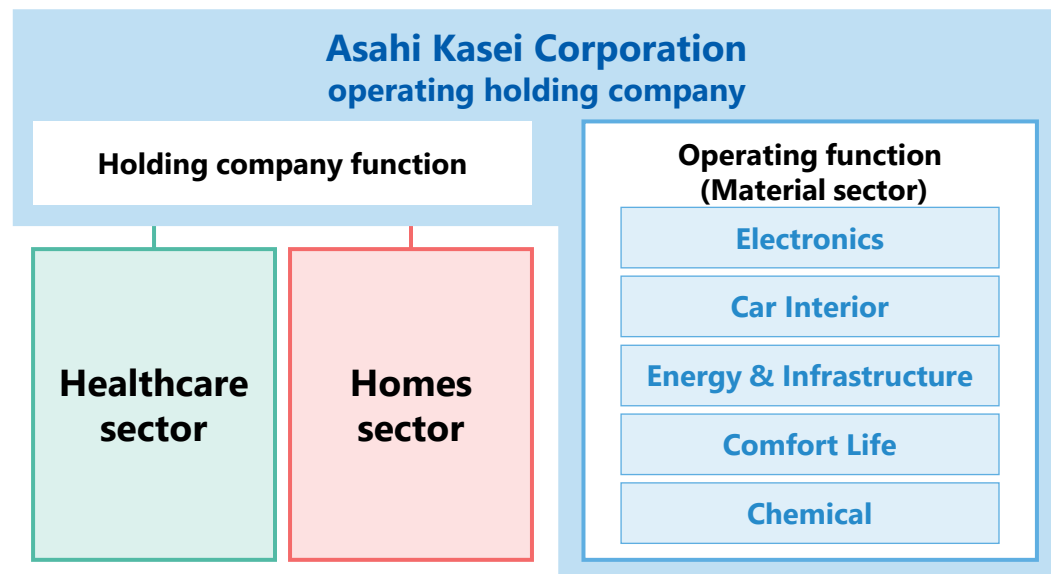 Asahi Kasei Corporation
operating holding company
Holding company function
Healthcare
sector
Homes
sector
Operating function
(Material sector)
Electronics
Car Interior
Energy & Infrastructure
Comfort Life
Chemical